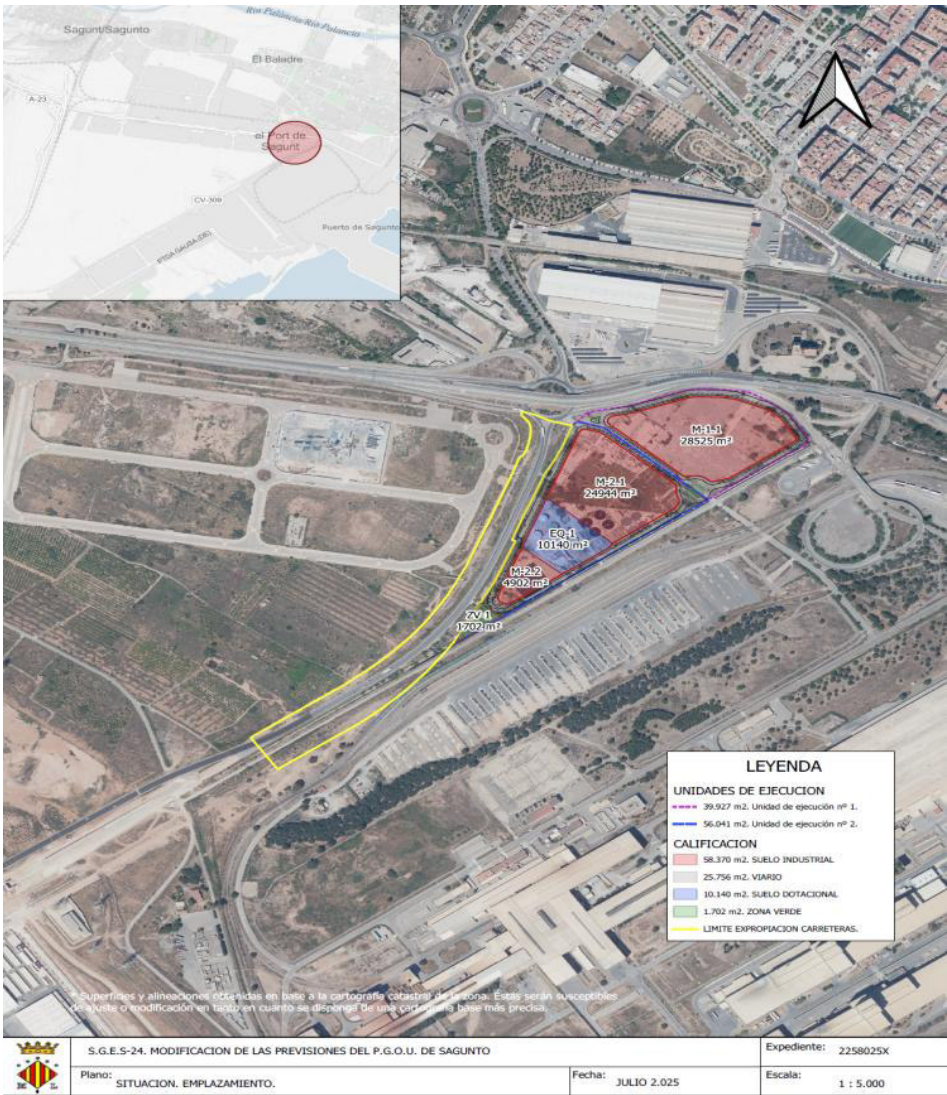 Río Palància Río Palancia
Sagunt/Sagunto
El Baladre
A-23
el Port de
Sagunt
CV-309
Puerto de Sagunto
M-1-1
28525 m²
M-2.1
24944 m²
EQ-1
10140 m²
M-2.2
4902 m²
ZV-1
1702 m²
LEYENDA
UNIDADES DE EJECUCION
39.927 m2. Unidad de ejecución nº 1.
56.041 m2. Unidad de ejecución nº 2.
CALIFICACION
58.370 m2. SUELO INDUSTRIAL
25.756 m2. VIARIO
10.140 m2. SUELO DOTACIONAL
1.702 m2. ZONA VERDE
LIMITE EXPROPIACION CARRETERAS.
* Superficies y alineaciones obtenidas en base a la cartografía catastral de la zona. Estas serán susceptibles
de ajuste o modificación en tanto en cuanto se disponga de una cartografía base más precisa.
S.G.E.S-24. MODIFICACION DE LAS PREVISIONES DEL P.G.O.U. DE SAGUNTO
Expediente: 2258025X
Plano: SITUACION. EMPLAZAMIENTO.
Fecha: JULIO 2.025
Escala: 1 : 5.000
M L